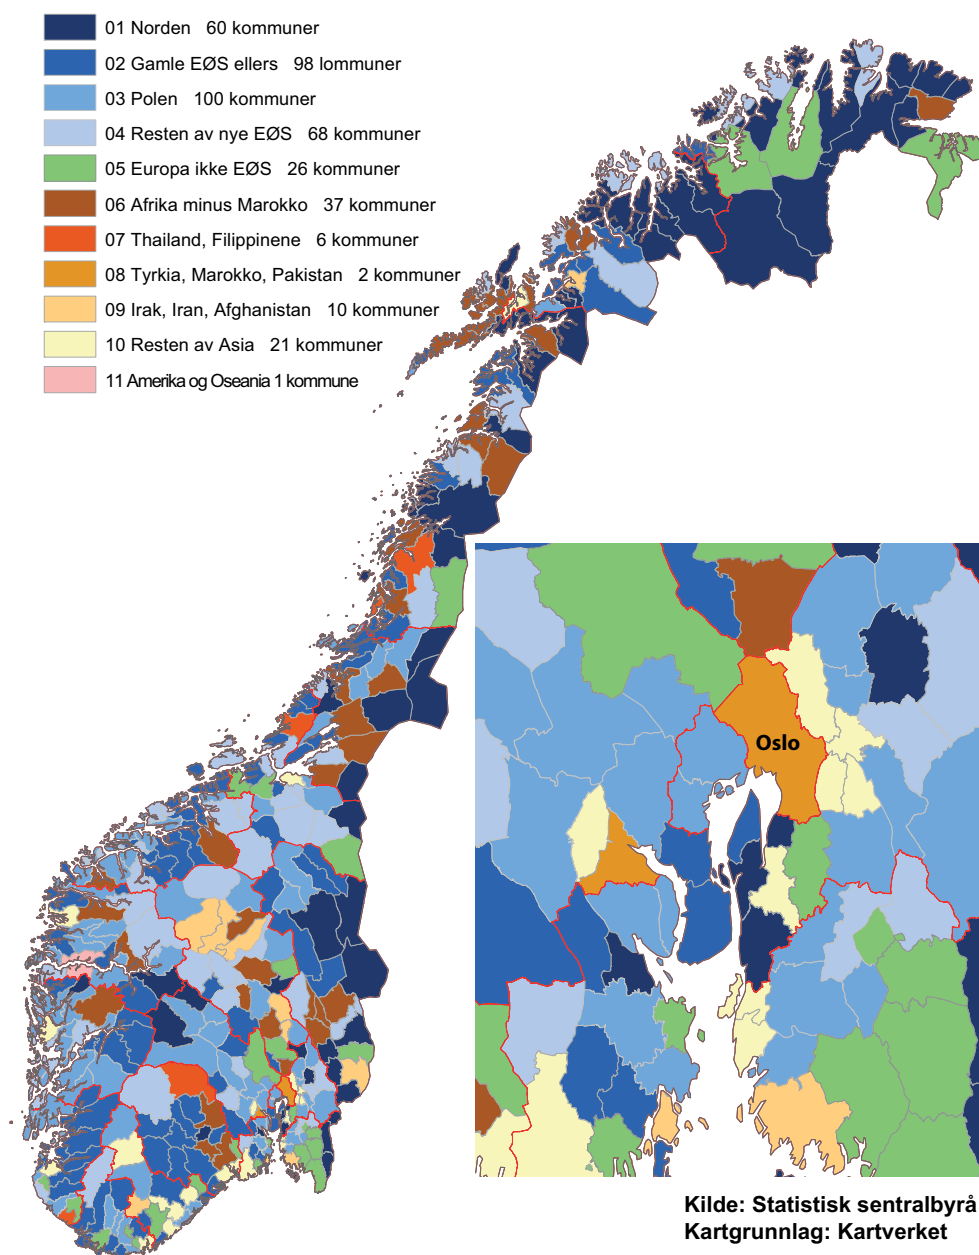 01 Norden 60 kommuner
02 Gamle EØS ellers 98 lommuner
03 Polen 100 kommuner
04 Resten av nye EØS 68 kommuner
05 Europa ikke EØS 26 kommuner
06 Afrika minus Marokko 37 kommuner
07 Thailand, Filippinene 6 kommuner
08 Tyrkia, Marokko, Pakistan 2 kommuner
09 Irak, Iran, Afghanistan 10 kommuner
10 Resten av Asia 21 kommuner
11 Amerika og Oseania 1 kommune
Oslo
Kilde: Statistisk sentralbyrå
Kartgrunnlag: Kartverket